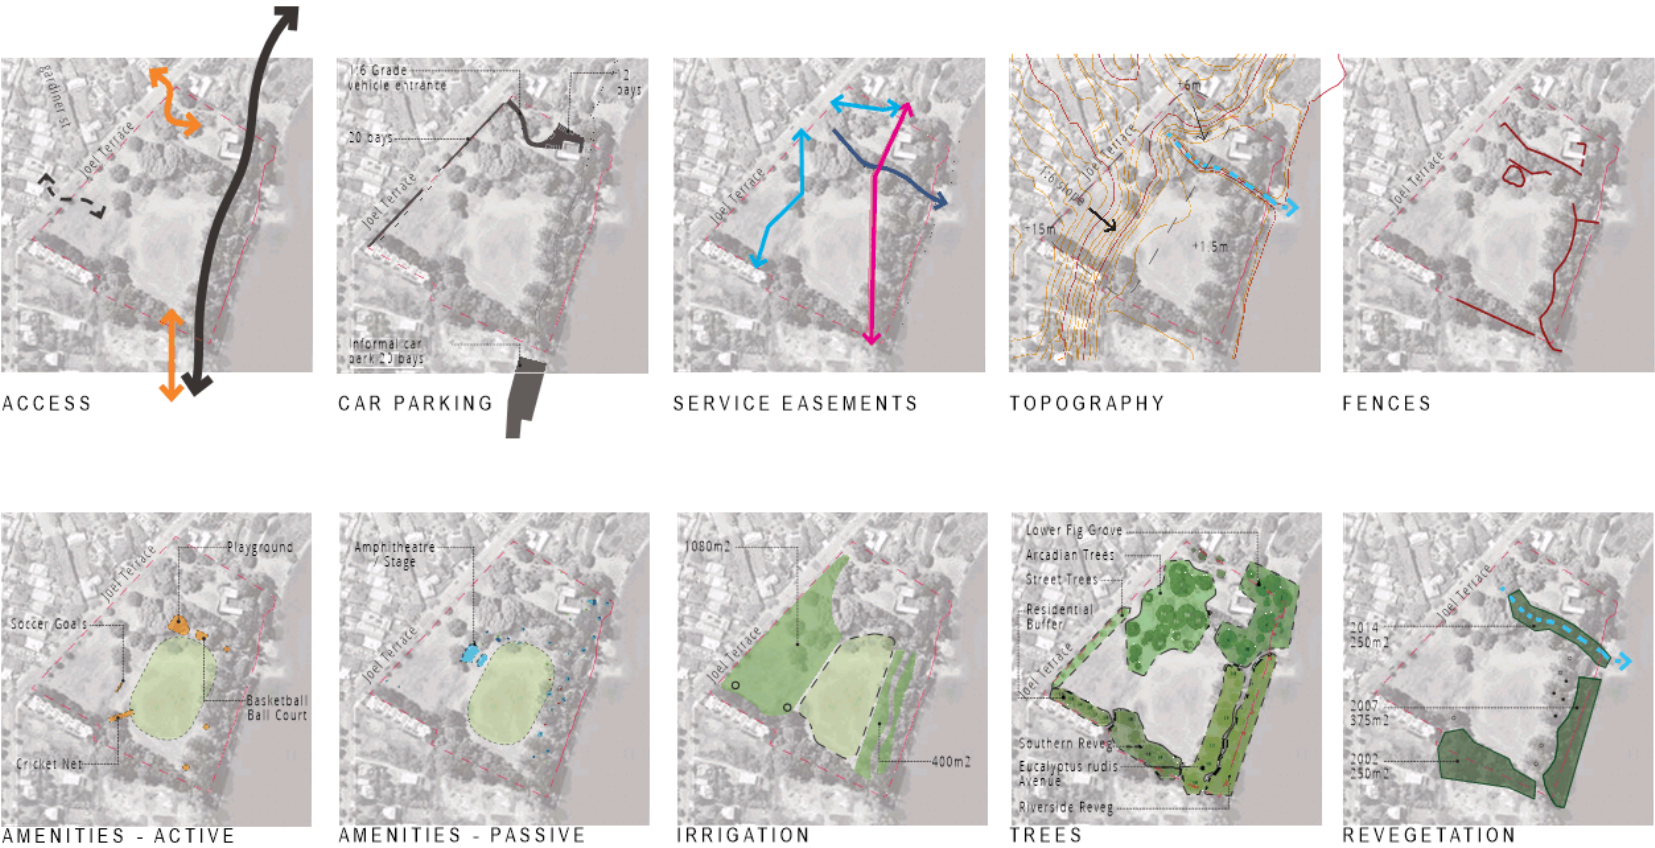 gardiner st
Joel Terrace
ACCESS
1:6 Grade
vehicle entrance
12
bays
20 bays
Joel Terrace
Informal car
park 20 bays
CAR PARKING
Joel Terrace
SERVICE EASEMENTS
+6m
Joel Terrace
1:6 slope
+15m
+1.5m
TOPOGRAPHY
Joel Terrace
FENCES
Playground
Joel Terrace
Soccer Goals
Basketball
Ball Court
Cricket Net
AMENITIES - ACTIVE
Amphitheatre
/ Stage
Joel Terrace
AMENITIES - PASSIVE
1080m2
Joel Terrace
400m2
IRRIGATION
Lower Fig Grove
Arcadian Trees
Street Trees
Residential
Buffer
Joel Terrace
Southern Reveg
Eucalyptus rudis
Avenue
Riverside Reveg
TREES
Joel Terrace
2014
250m2
2007
375m2
2002
250m2
REVEGETATION